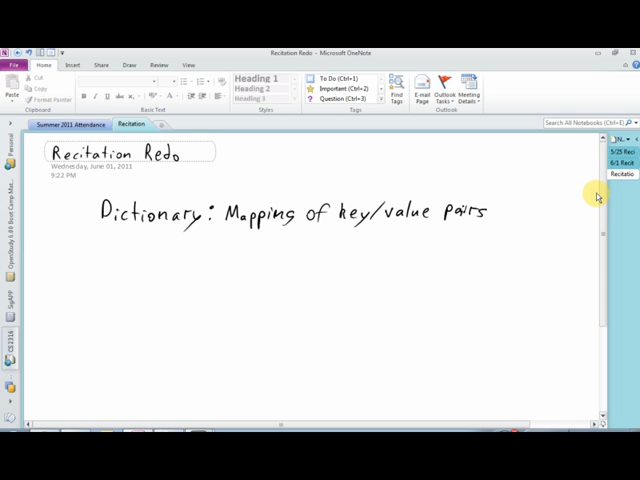 Recitation Redo – Microsoft OneNote
File Home Insert Share Draw Review View
Paste
Cut
Copy
Format Painter
Clipboard
B I U abc
Basic Text
Heading 1
Heading 2
Heading 3
Styles
To Do (Ctrl+1)
Important (Ctrl+2)
Question (Ctrl+3)
Tags
Find Tags
E-mail Page
Outlook Tasks
Meeting Details
Outlook
Summer 2011 Attendance
Recitation
Search All Notebooks (Ctrl+E)
5/25 Reci
6/1 Recit
Recitatio
Personal
OpenStudy
SigAPP
CS 2316
Recitation Redo
Wednesday, June 01, 2011
9:22 PM
Dictionary: Mapping of key/value pairs